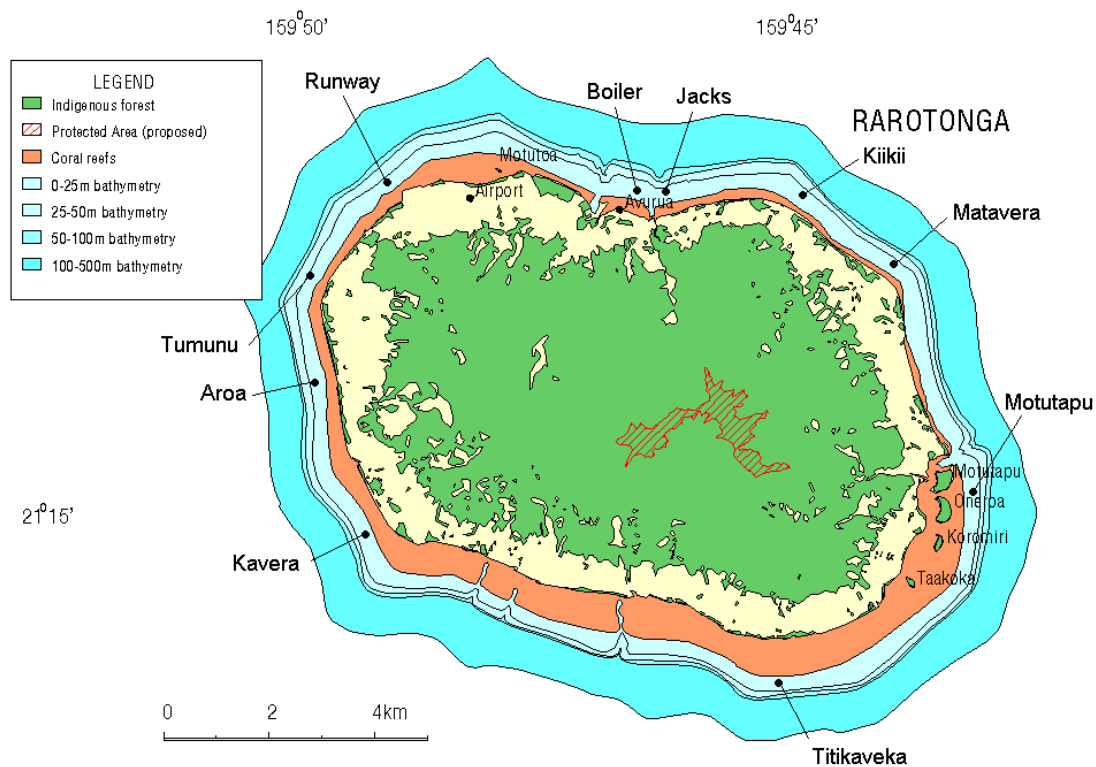 159°50'
159°45'
LEGEND
Indigenous forest
Protected Area (proposed)
Coral reefs
0-25m bathymetry
25-50m bathymetry
50-100m bathymetry
100-500m bathymetry
Runway
Boiler
Jacks
RAROTONGA
Kiikii
Motutoa
Airport
Avurua
Matavera
Tumunu
Aroa
Motutapu
Motutapu
Onerpa
Koromiri
Taakoka
21°15'
Kavera
0 2 4km
Titikaveka